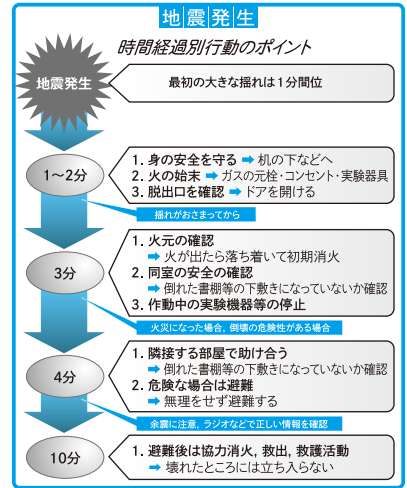 地震発生
時間経過別行動のポイント
地震発生
最初の大きな揺れは1分間位
1～2分
1. 身の安全を守る ➡ 机の下などへ
2. 火の始末 ➡ ガスの元栓・コンセント・実験器具
3. 脱出口を確認 ➡ ドアを開ける
揺れがおさまってから
3分
1. 火元の確認
➡ 火が出たら落ち着いて初期消火
2. 同室の安全の確認
➡ 倒れた書棚等の下敷きになっていないか確認
3. 作動中の実験機器等の停止
火災になった場合，倒壊の危険性がある場合
4分
1. 隣接する部屋で助け合う
➡ 倒れた書棚等の下敷きになっていないか確認
2. 危険な場合は避難
➡ 無理をせず避難する
余震に注意，ラジオなどで正しい情報を確認
10分
1. 避難後は協力消火，救出，救護活動
➡ 壊れたところには立ち入らない